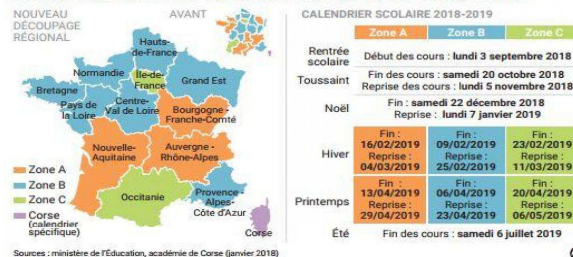 NOUVEAU
DÉCOUPAGE
RÉGIONAL
AVANT
Hauts-
de-France
Normandie
Île-de-
France
Grand Est
Bretagne
Pays de
la Loire
Centre-
Val de Loire
Bourgogne -
Franche-Comté
Nouvelle-
Aquitaine
Auvergne -
Rhône-Alpes
Occitanie
Provence -
Alpes-
Côte d'Azur
Corse
Zone A
Zone B
Zone C
Corse
(calendrier
spécifique)
Sources : ministère de l'Éducation, académie de Corse (janvier 2018)
CALENDRIER SCOLAIRE 2018-2019
Zone A Zone B Zone C
Rentrée
scolaire
Début des cours : lundi 3 septembre 2018
Toussaint
Fin des cours : samedi 20 octobre 2018
Reprise des cours : lundi 5 novembre 2018
Noël
Fin : samedi 22 décembre 2018
Reprise : lundi 7 janvier 2019
Hiver
Fin : Fin : Fin :
16/02/2019 09/02/2019 23/02/2019
Reprise : Reprise : Reprise :
04/03/2019 25/02/2019 11/03/2019
Printemps
Fin : Fin : Fin :
13/04/2019 06/04/2019 20/04/2019
Reprise : Reprise : Reprise :
29/04/2019 23/04/2019 06/05/2019
Été
Fin des cours : samedi 6 juillet 2019